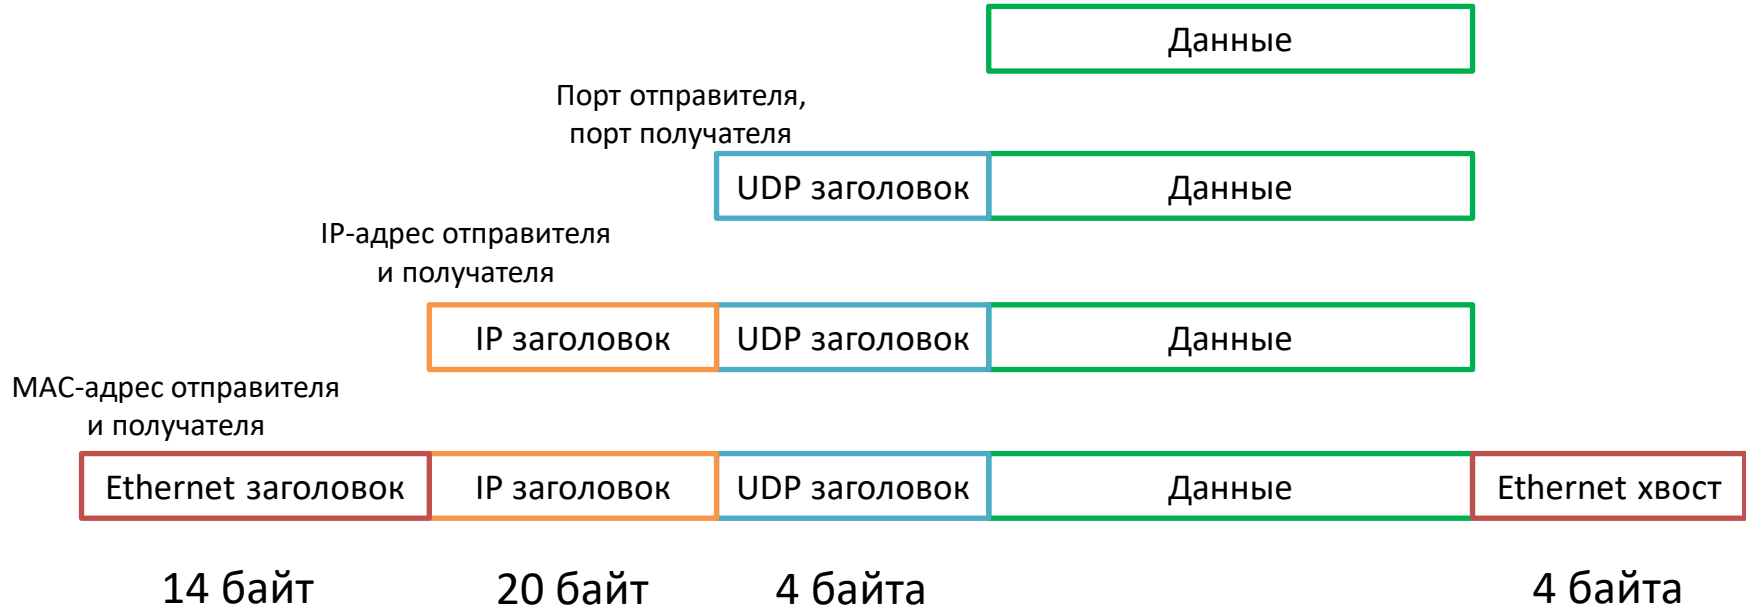 Данные
Порт отправителя,
порт получателя
UDP заголовок Данные
IP-адрес отправителя
и получателя
IP заголовок UDP заголовок Данные
MAC-адрес отправителя
и получателя
Ethernet заголовок IP заголовок UDP заголовок Данные Ethernet хвост
14 байт 20 байт 4 байта 4 байта